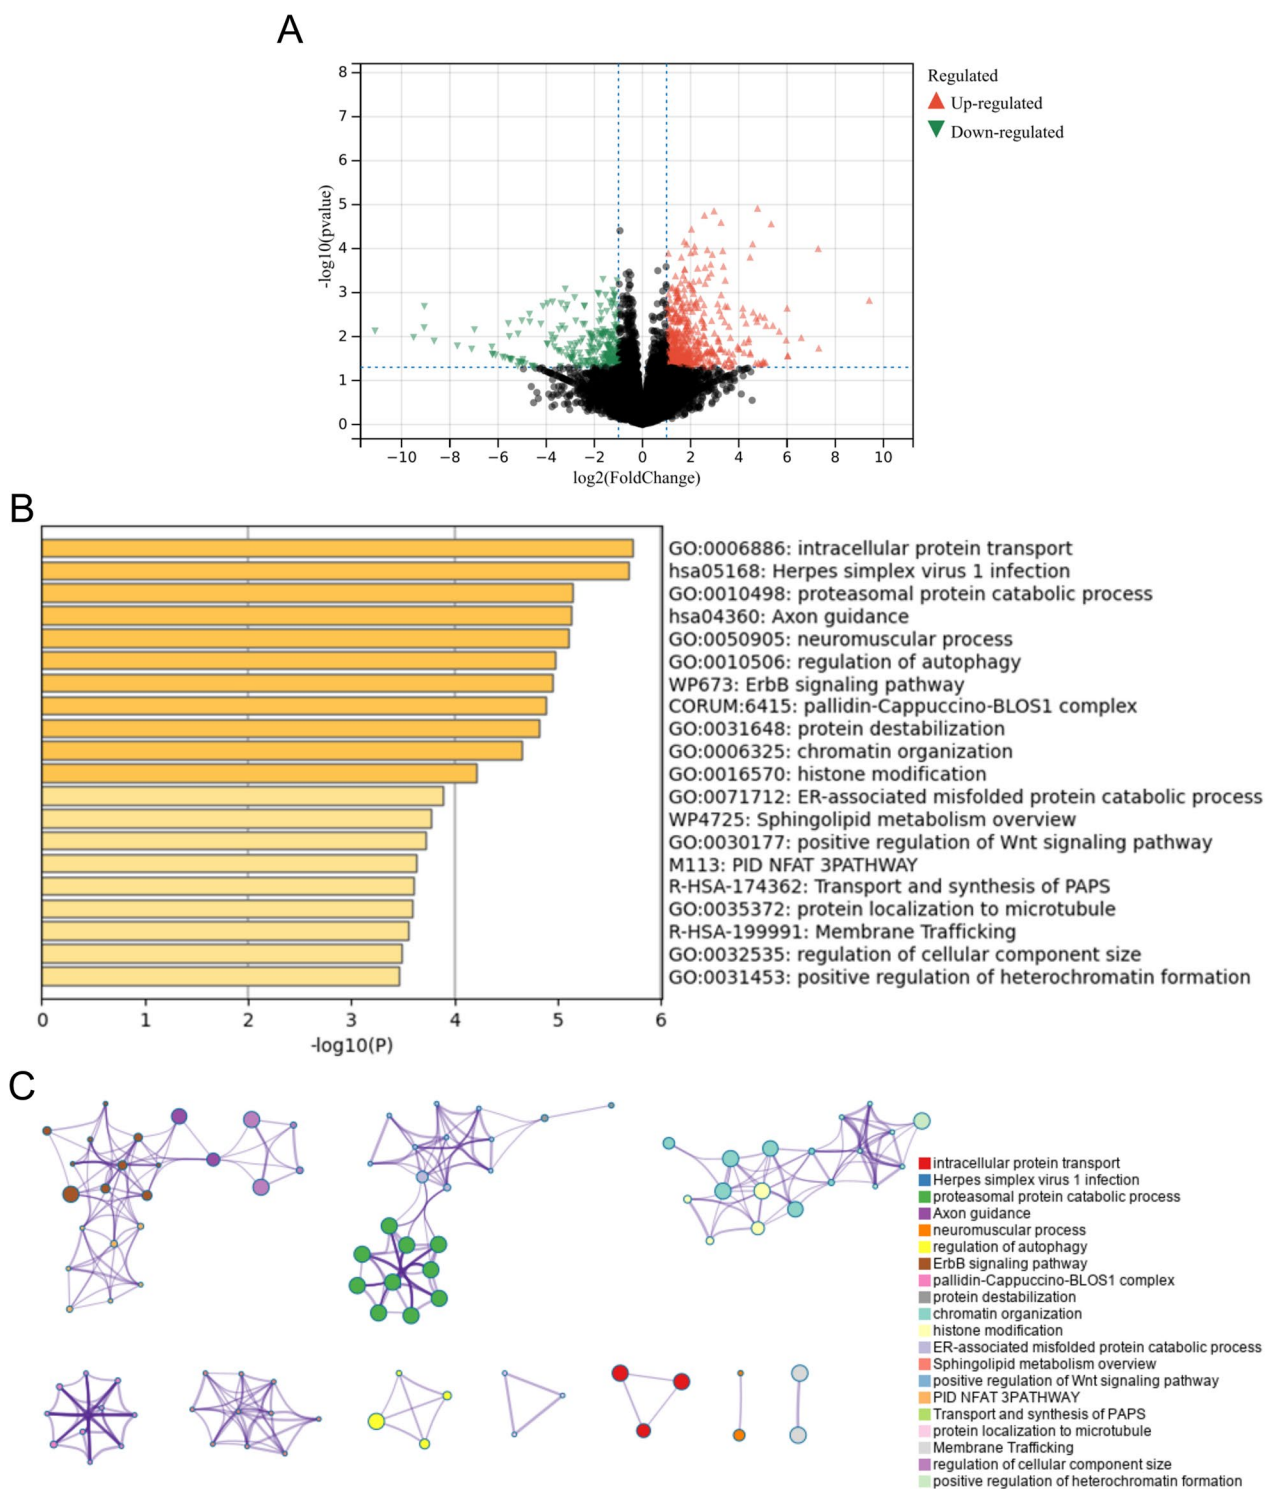 A
8
7
6
5
4
3
2
1
0
-log10(pvalue)
−10 −8 −6 −4 −2 0 2 4 6 8 10
log2(FoldChange)
Regulated
Up-regulated
Down-regulated
B
GO:0006886: intracellular protein transport
hsa05168: Herpes simplex virus 1 infection
GO:0010498: proteasomal protein catabolic process
hsa04360: Axon guidance
GO:0050905: neuromuscular process
GO:0010506: regulation of autophagy
WP673: ErbB signaling pathway
CORUM:6415: pallidin-Cappuccino-BLOS1 complex
GO:0031648: protein destabilization
GO:0006325: chromatin organization
GO:0016570: histone modification
GO:0071712: ER-associated misfolded protein catabolic process
WP4725: Sphingolipid metabolism overview
GO:0030177: positive regulation of Wnt signaling pathway
M113: PID NFAT 3PATHWAY
R-HSA-174362: Transport and synthesis of PAPS
GO:0035372: protein localization to microtubule
R-HSA-199991: Membrane Trafficking
GO:0032535: regulation of cellular component size
GO:0031453: positive regulation of heterochromatin formation
0 1 2 3 4 5 6
-log10(P)
C
intracellular protein transport
Herpes simplex virus 1 infection
proteasomal protein catabolic process
Axon guidance
neuromuscular process
regulation of autophagy
ErbB signaling pathway
pallidin-Cappuccino-BLOS1 complex
protein destabilization
chromatin organization
histone modification
ER-associated misfolded protein catabolic process
Sphingolipid metabolism overview
positive regulation of Wnt signaling pathway
PID NFAT 3PATHWAY
Transport and synthesis of PAPS
protein localization to microtubule
Membrane Trafficking
regulation of cellular component size
positive regulation of heterochromatin formation